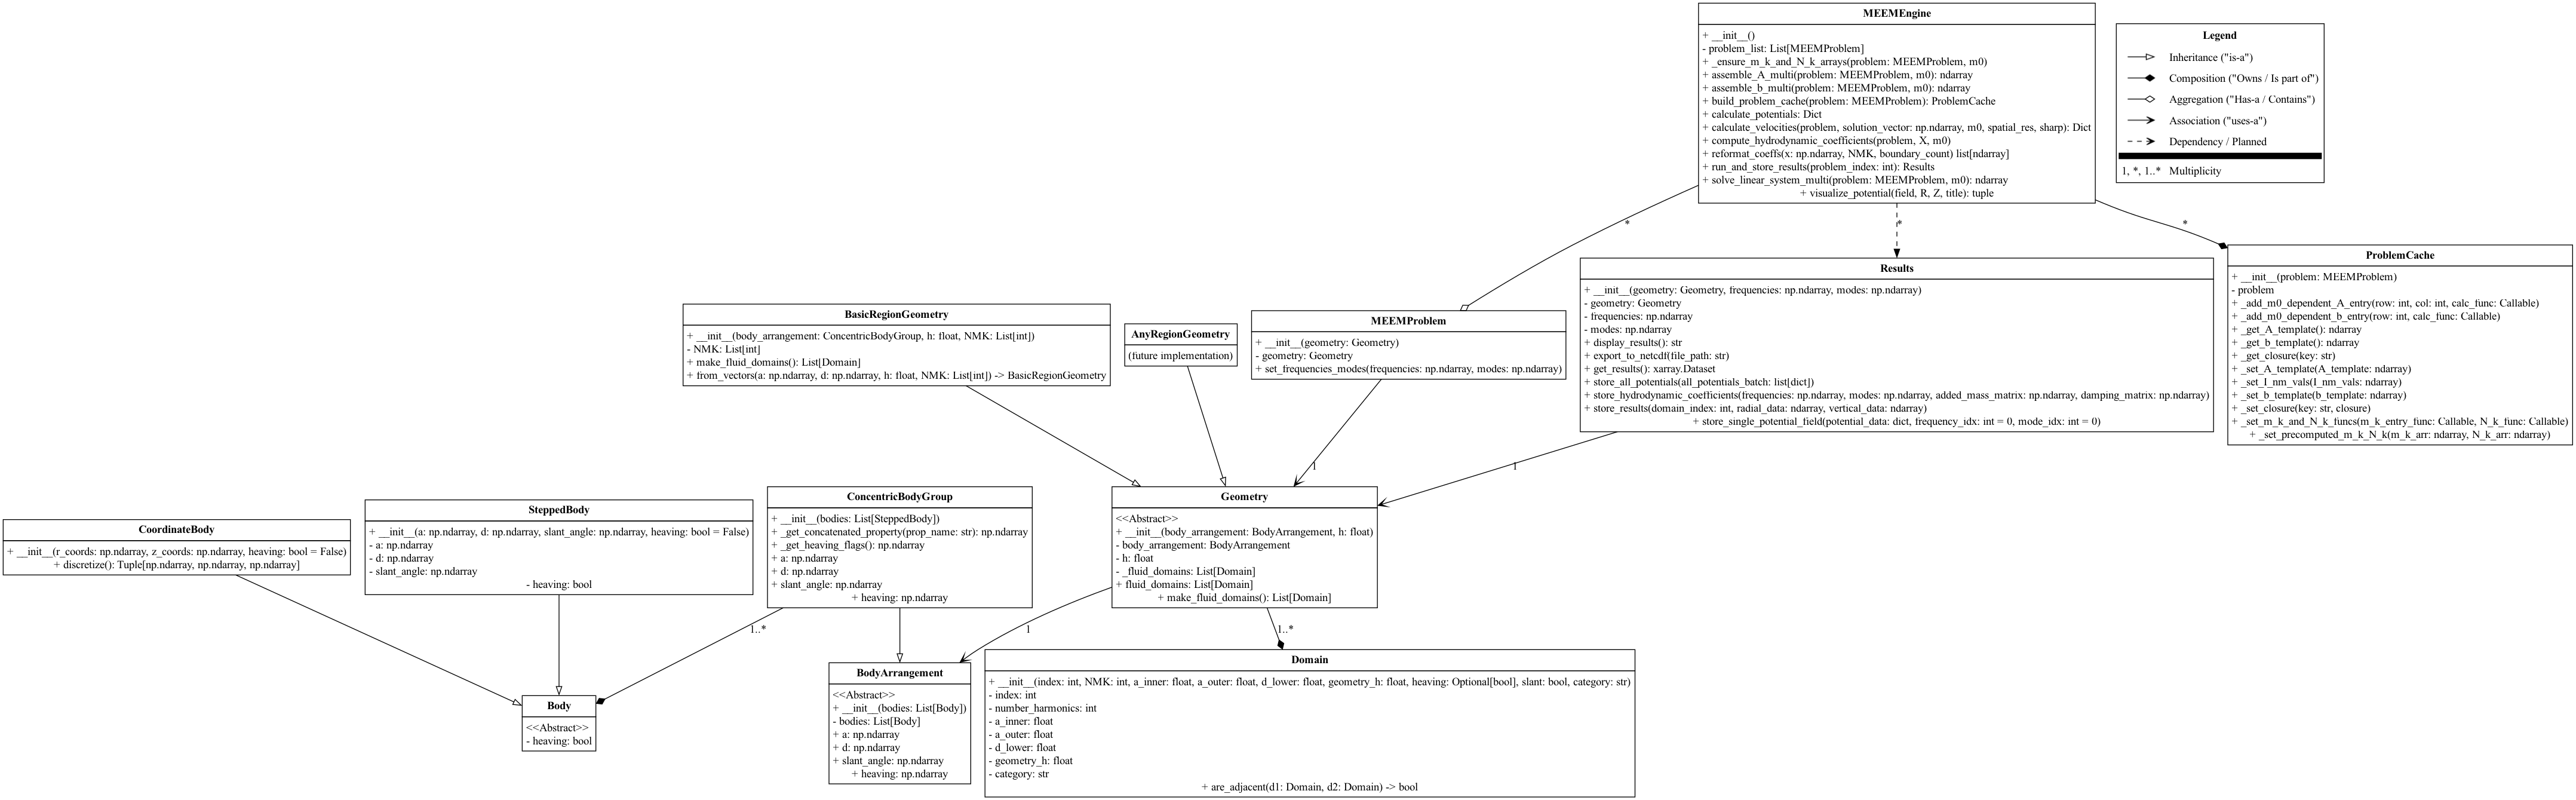 MEEMEngine
+ __init__()
- problem_list: List[MEEMProblem]
+ _ensure_m_k_and_N_k_arrays(problem: MEEMProblem, m0)
+ assemble_A_multi(problem: MEEMProblem, m0): ndarray
+ assemble_b_multi(problem: MEEMProblem, m0): ndarray
+ build_problem_cache(problem: MEEMProblem): ProblemCache
+ calculate_potentials: Dict
+ calculate_velocities(problem, solution_vector: np.ndarray, m0, spatial_res, sharp): Dict
+ compute_hydrodynamic_coefficients(problem, X, m0)
+ reformat_coeffs(x: np.ndarray, NMK, boundary_count) list[ndarray]
+ run_and_store_results(problem_index: int): Results
+ solve_linear_system_multi(problem: MEEMProblem, m0): ndarray
+ visualize_potential(field, R, Z, title): tuple
Legend
Inheritance ("is-a")
Composition ("Owns / Is part of")
Aggregation ("Has-a / Contains")
Association ("uses-a")
Dependency / Planned
1, *, 1..* Multiplicity
*
*
*
BasicRegionGeometry
+ __init__(body_arrangement: ConcentricBodyGroup, h: float, NMK: List[int])
- NMK: List[int]
+ make_fluid_domains(): List[Domain]
+ from_vectors(a: np.ndarray, d: np.ndarray, h: float, NMK: List[int]) -> BasicRegionGeometry
AnyRegionGeometry
(future implementation)
MEEMProblem
+ __init__(geometry: Geometry)
- geometry: Geometry
+ set_frequencies_modes(frequencies: np.ndarray, modes: np.ndarray)
Results
+ __init__(geometry: Geometry, frequencies: np.ndarray, modes: np.ndarray)
- geometry: Geometry
- frequencies: np.ndarray
- modes: np.ndarray
+ display_results(): str
+ export_to_netcdf(file_path: str)
+ get_results(): xarray.Dataset
+ store_all_potentials(all_potentials_batch: list[dict])
+ store_hydrodynamic_coefficients(frequencies: np.ndarray, modes: np.ndarray, added_mass_matrix: np.ndarray, damping_matrix: np.ndarray)
+ store_results(domain_index: int, radial_data: ndarray, vertical_data: ndarray)
+ store_single_potential_field(potential_data: dict, frequency_idx: int = 0, mode_idx: int = 0)
ProblemCache
+ __init__(problem: MEEMProblem)
- problem
+ _add_m0_dependent_A_entry(row: int, col: int, calc_func: Callable)
+ _add_m0_dependent_b_entry(row: int, calc_func: Callable)
+ _get_A_template(): ndarray
+ _get_b_template(): ndarray
+ _get_closure(key: str)
+ _set_A_template(A_template: ndarray)
+ _set_I_nm_vals(I_nm_vals: ndarray)
+ _set_b_template(b_template: ndarray)
+ _set_closure(key: str, closure)
+ _set_m_k_and_N_k_funcs(m_k_entry_func: Callable, N_k_func: Callable)
+ _set_precomputed_m_k_N_k(m_k_arr: ndarray, N_k_arr: ndarray)
1
1
CoordinateBody
+ __init__(r_coords: np.ndarray, z_coords: np.ndarray, heaving: bool = False)
+ discretize(): Tuple[np.ndarray, np.ndarray, np.ndarray]
SteppedBody
+ __init__(a: np.ndarray, d: np.ndarray, slant_angle: np.ndarray, heaving: bool = False)
- a: np.ndarray
- d: np.ndarray
- slant_angle: np.ndarray
- heaving: bool
ConcentricBodyGroup
+ __init__(bodies: List[SteppedBody])
+ _get_concatenated_property(prop_name: str): np.ndarray
+ _get_heaving_flags(): np.ndarray
+ a: np.ndarray
+ d: np.ndarray
+ slant_angle: np.ndarray
+ heaving: np.ndarray
Geometry
<<Abstract>>
+ __init__(body_arrangement: BodyArrangement, h: float)
- body_arrangement: BodyArrangement
- h: float
- _fluid_domains: List[Domain]
+ fluid_domains: List[Domain]
+ make_fluid_domains(): List[Domain]
1..*
1
1..*
Body
<<Abstract>>
- heaving: bool
BodyArrangement
<<Abstract>>
+ __init__(bodies: List[Body])
- bodies: List[Body]
+ a: np.ndarray
+ d: np.ndarray
+ slant_angle: np.ndarray
+ heaving: np.ndarray
Domain
+ __init__(index: int, NMK: int, a_inner: float, a_outer: float, d_lower: float, geometry_h: float, heaving: Optional[bool], slant: bool, category: str)
- index: int
- number_harmonics: int
- a_inner: float
- a_outer: float
- d_lower: float
- geometry_h: float
- category: str
+ are_adjacent(d1: Domain, d2: Domain) -> bool